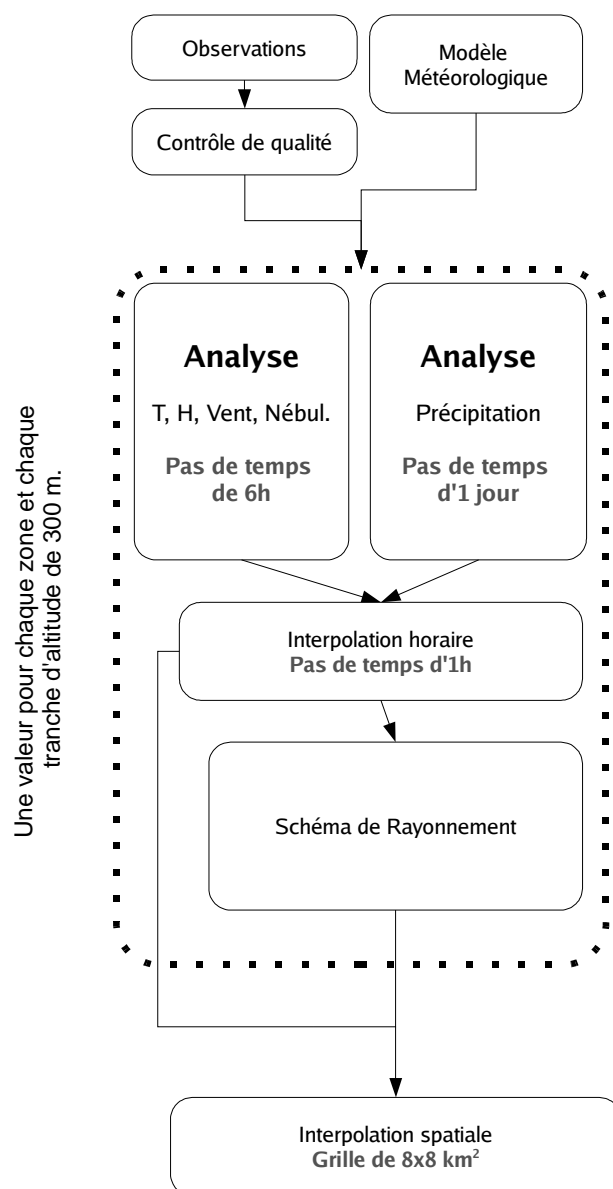 Observations
Modèle
Météorologique
Contrôle de qualité
Une valeur pour chaque zone et chaque
tranche d'altitude de 300 m.
Analyse
T, H, Vent, Nébul.
Pas de temps
de 6h
Analyse
Précipitation
Pas de temps
d'1 jour
Interpolation horaire
Pas de temps d'1h
Schéma de Rayonnement
Interpolation spatiale
Grille de 8x8 km²